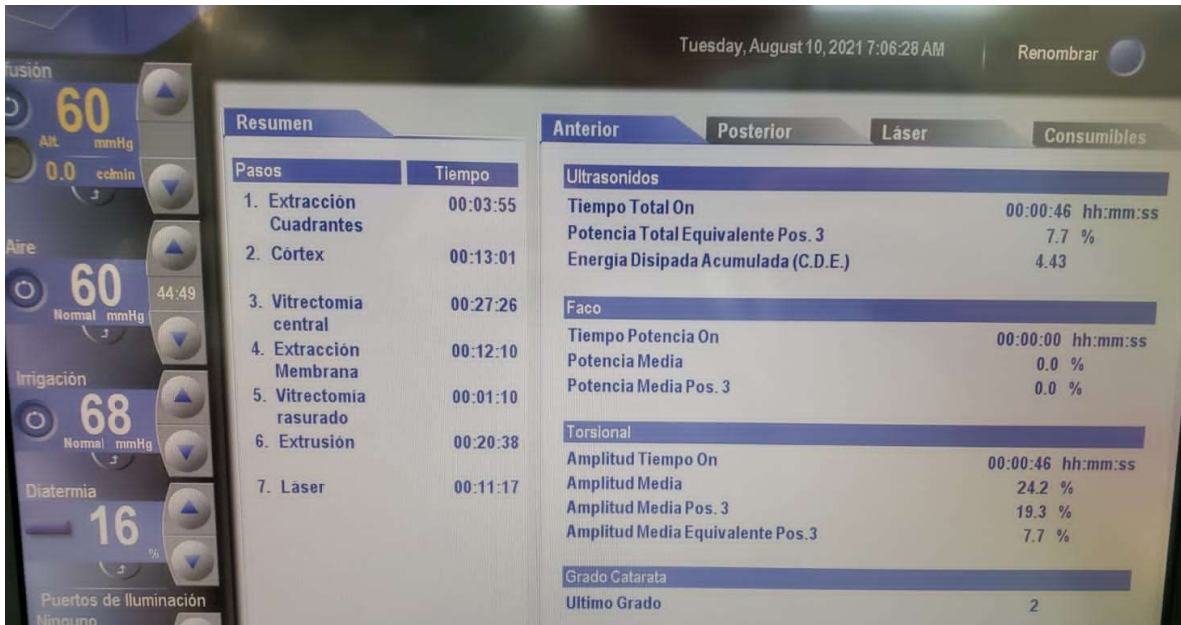 Tuesday, August 10, 2021 7:06:28 AM
Renombrar
fusión
60
Alt. mmHg
0.0 cc/min
Aire
60
Normal mmHg
44:49
Irrigación
68
Normal mmHg
Diatermia
16
%
Puertos de Iluminación
Ninguno
Resumen
Pasos Tiempo
1. Extracción
Cuadrantes 00:03:55
2. Córtex 00:13:01
3. Vitrectomía
central 00:27:26
4. Extracción
Membrana 00:12:10
5. Vitrectomía
rasurado 00:01:10
6. Extrusión 00:20:38
7. Láser 00:11:17
Anterior Posterior Láser Consumibles
Ultrasonidos
Tiempo Total On 00:00:46 hh:mm:ss
Potencia Total Equivalente Pos. 3 7.7 %
Energía Disipada Acumulada (C.D.E.) 4.43
Faco
Tiempo Potencia On 00:00:00 hh:mm:ss
Potencia Media 0.0 %
Potencia Media Pos. 3 0.0 %
Torsional
Amplitud Tiempo On 00:00:46 hh:mm:ss
Amplitud Media 24.2 %
Amplitud Media Pos. 3 19.3 %
Amplitud Media Equivalente Pos.3 7.7 %
Grado Catarata
Ultimo Grado 2